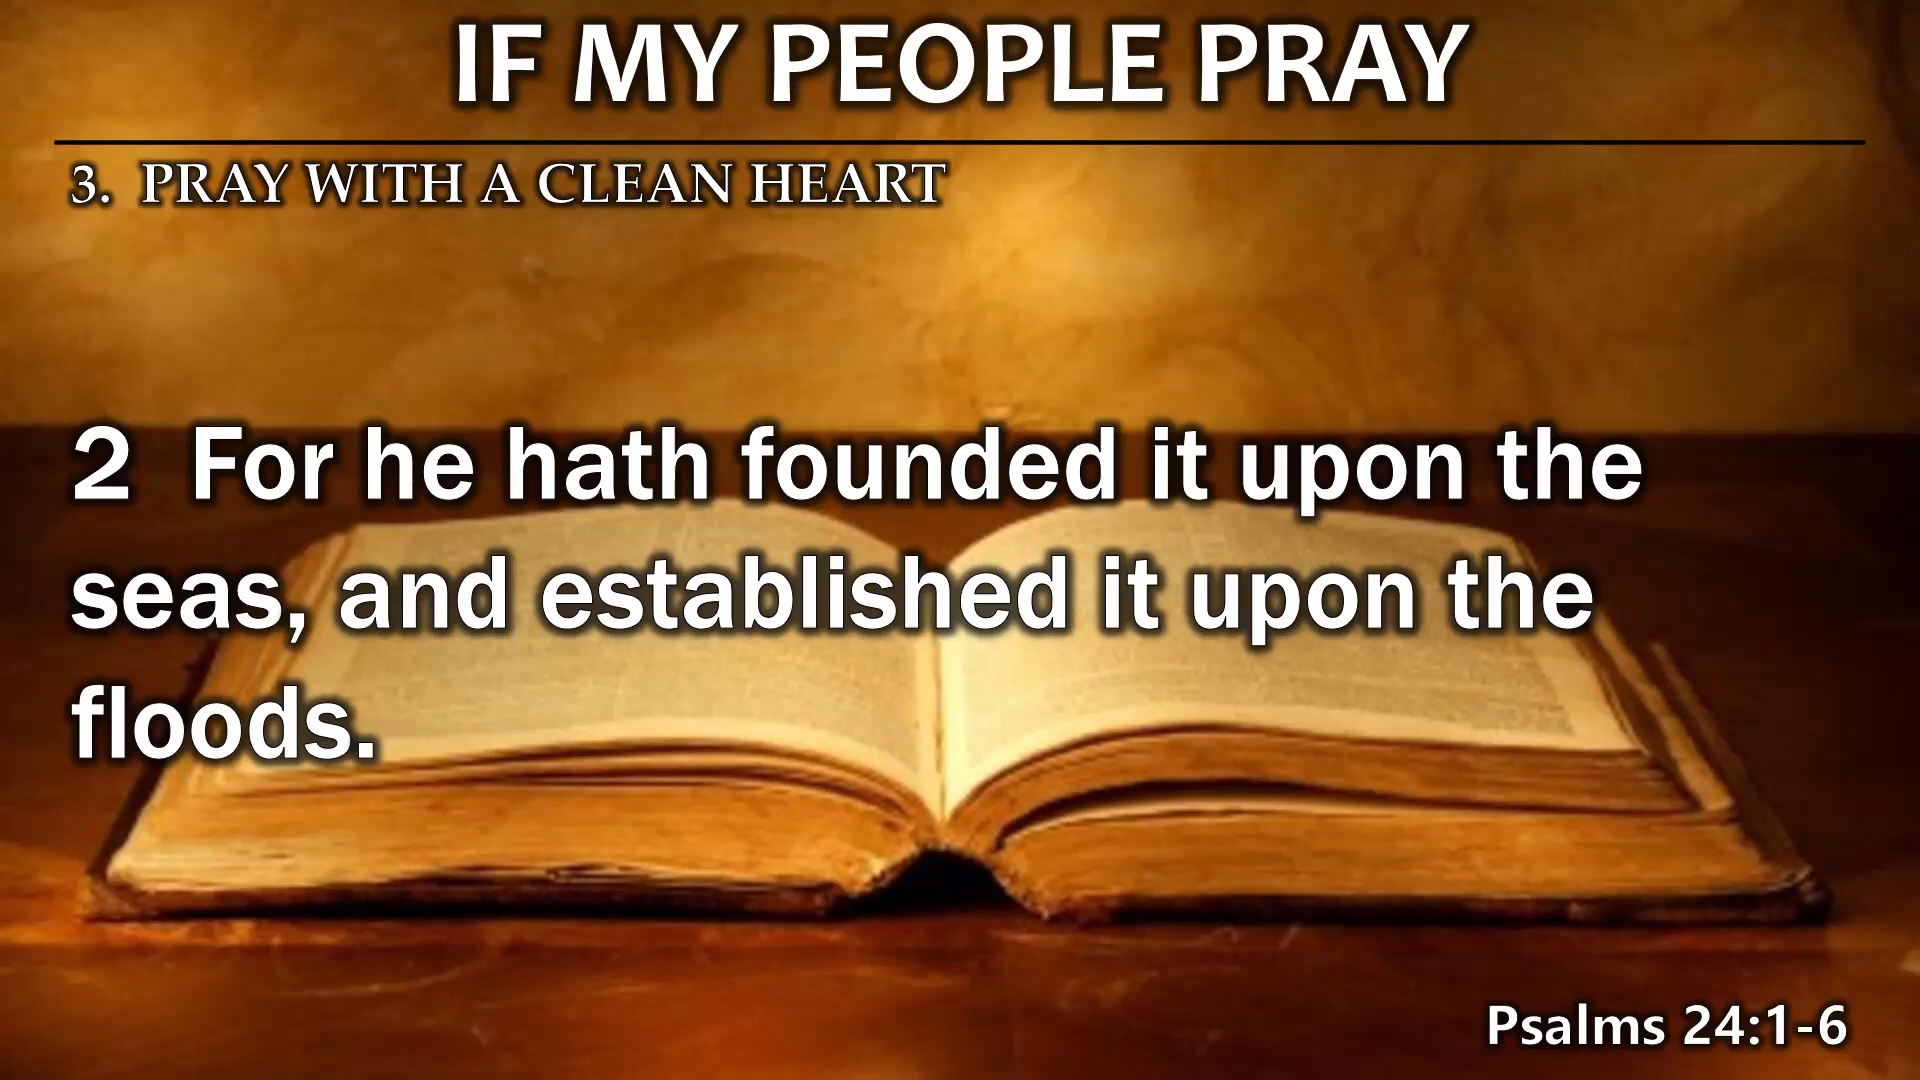 IF MY PEOPLE PRAY
3. PRAY WITH A CLEAN HEART
2 For he hath founded it upon the
seas, and established it upon the
floods.
Psalms 24:1-6